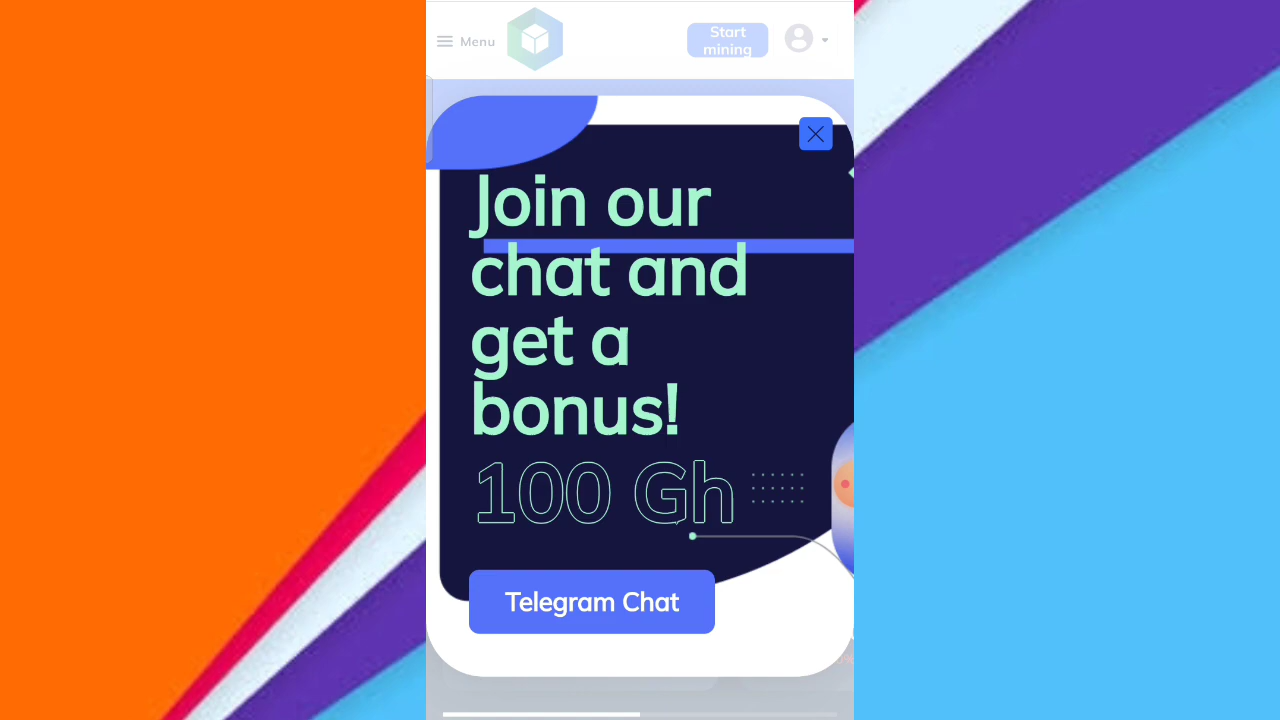 Menu
Start
mining
Join our
chat and
get a
bonus!
100 Gh
Telegram Chat